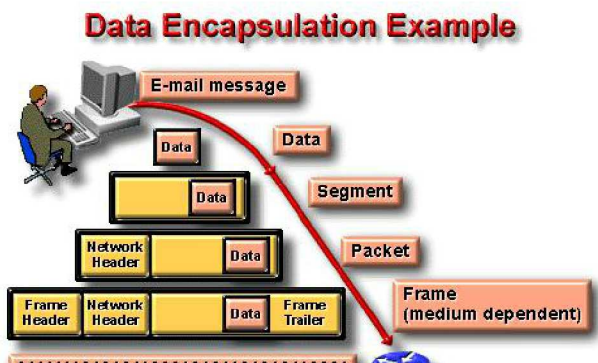 Data Encapsulation Example
E-mail message
Data
Data
Data
Segment
Network
Header
Data
Packet
Frame
Header
Network
Header
Data
Frame
Trailer
Frame
(medium dependent)